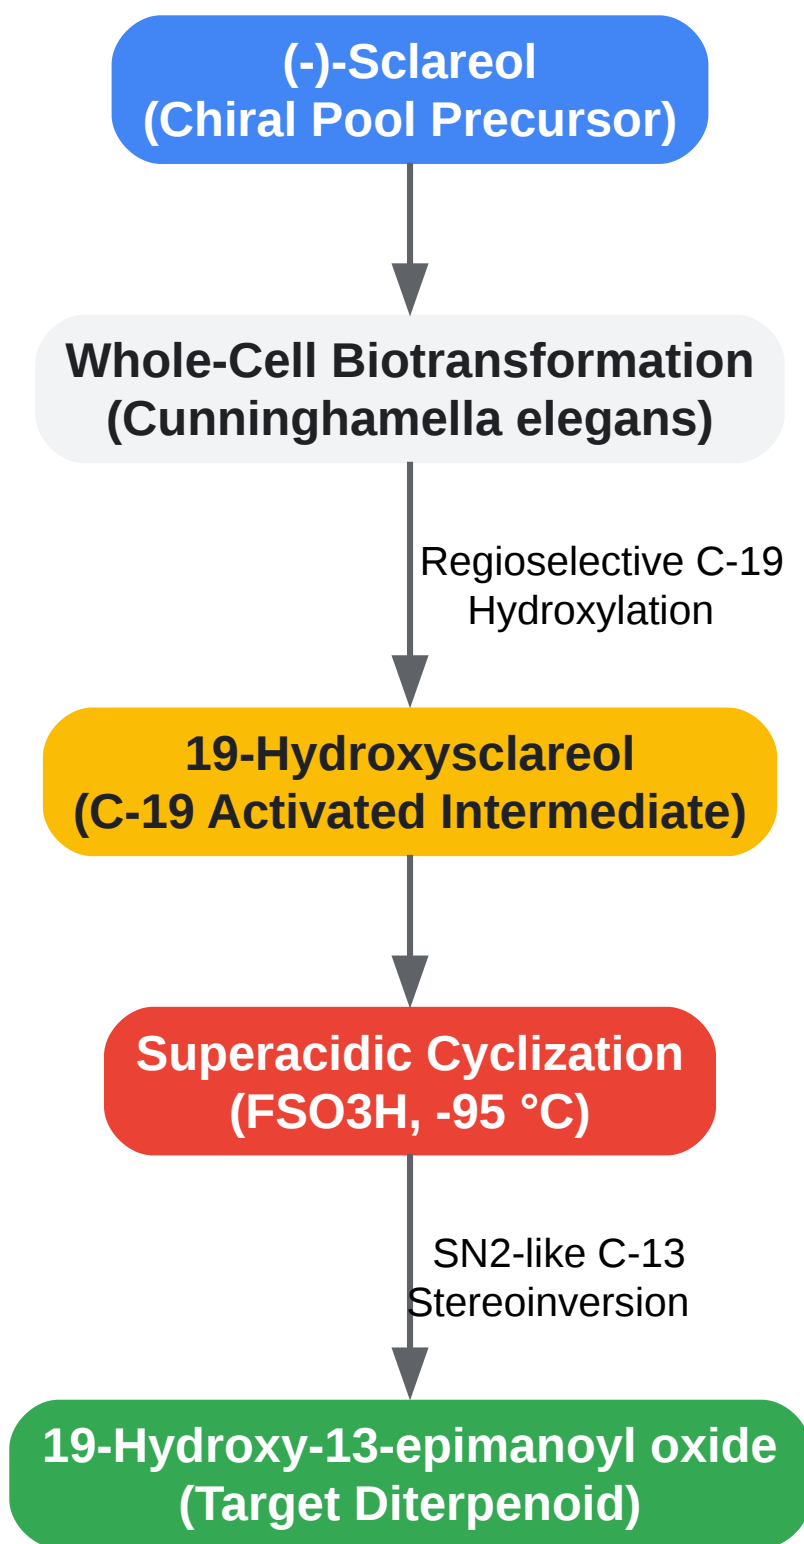 (-)-Sclareol
(Chiral Pool Precursor)
Whole-Cell Biotransformation
(Cunninghamella elegans)
Regioselective C-19
Hydroxylation
19-Hydroxysclareol
(C-19 Activated Intermediate)
Superacidic Cyclization
(FSO3H, -95 °C)
SN2-like C-13
Stereoinversion
19-Hydroxy-13-epimanoyl oxide
(Target Diterpenoid)